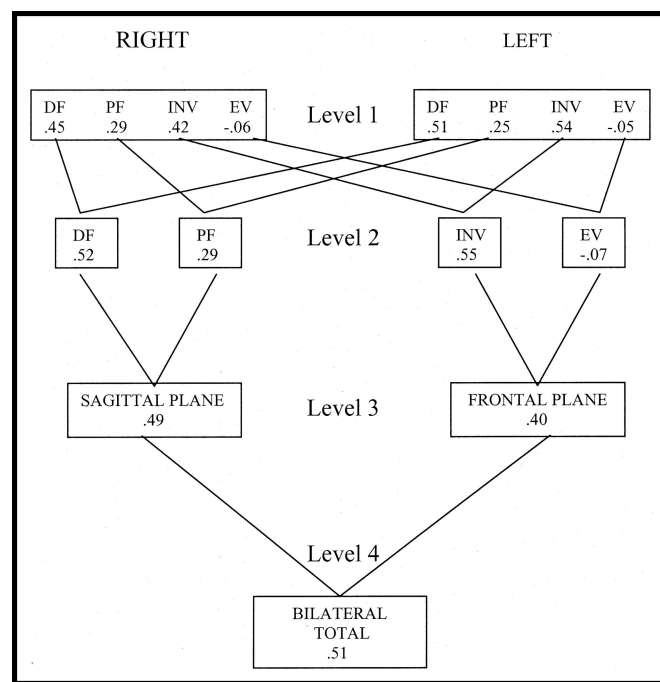 RIGHT LEFT
DF PF INV EV Level 1 DF PF INV EV
.45 .29 .42 -.06 .51 .25 .54 -.05
DF PF Level 2 INV EV
.52 .29 .55 -.07
SAGITTAL PLANE Level 3 FRONTAL PLANE
.49 .40
Level 4
BILATERAL
TOTAL
.51